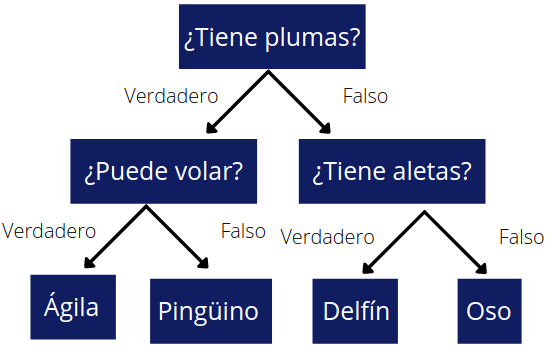 ¿Tiene plumas?
Verdadero
Falso
¿Puede volar?
¿Tiene aletas?
Verdadero
Falso
Verdadero
Falso
Ágila
Pingüino
Delfín
Oso